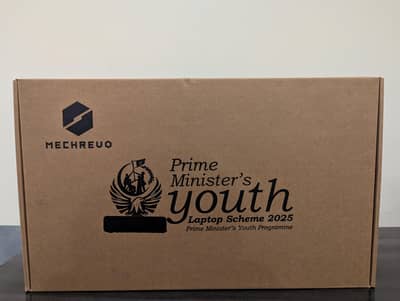 MECHREVO
Prime
Minister's
youth
Laptop Scheme 2025
Prime Minister's Youth Programme